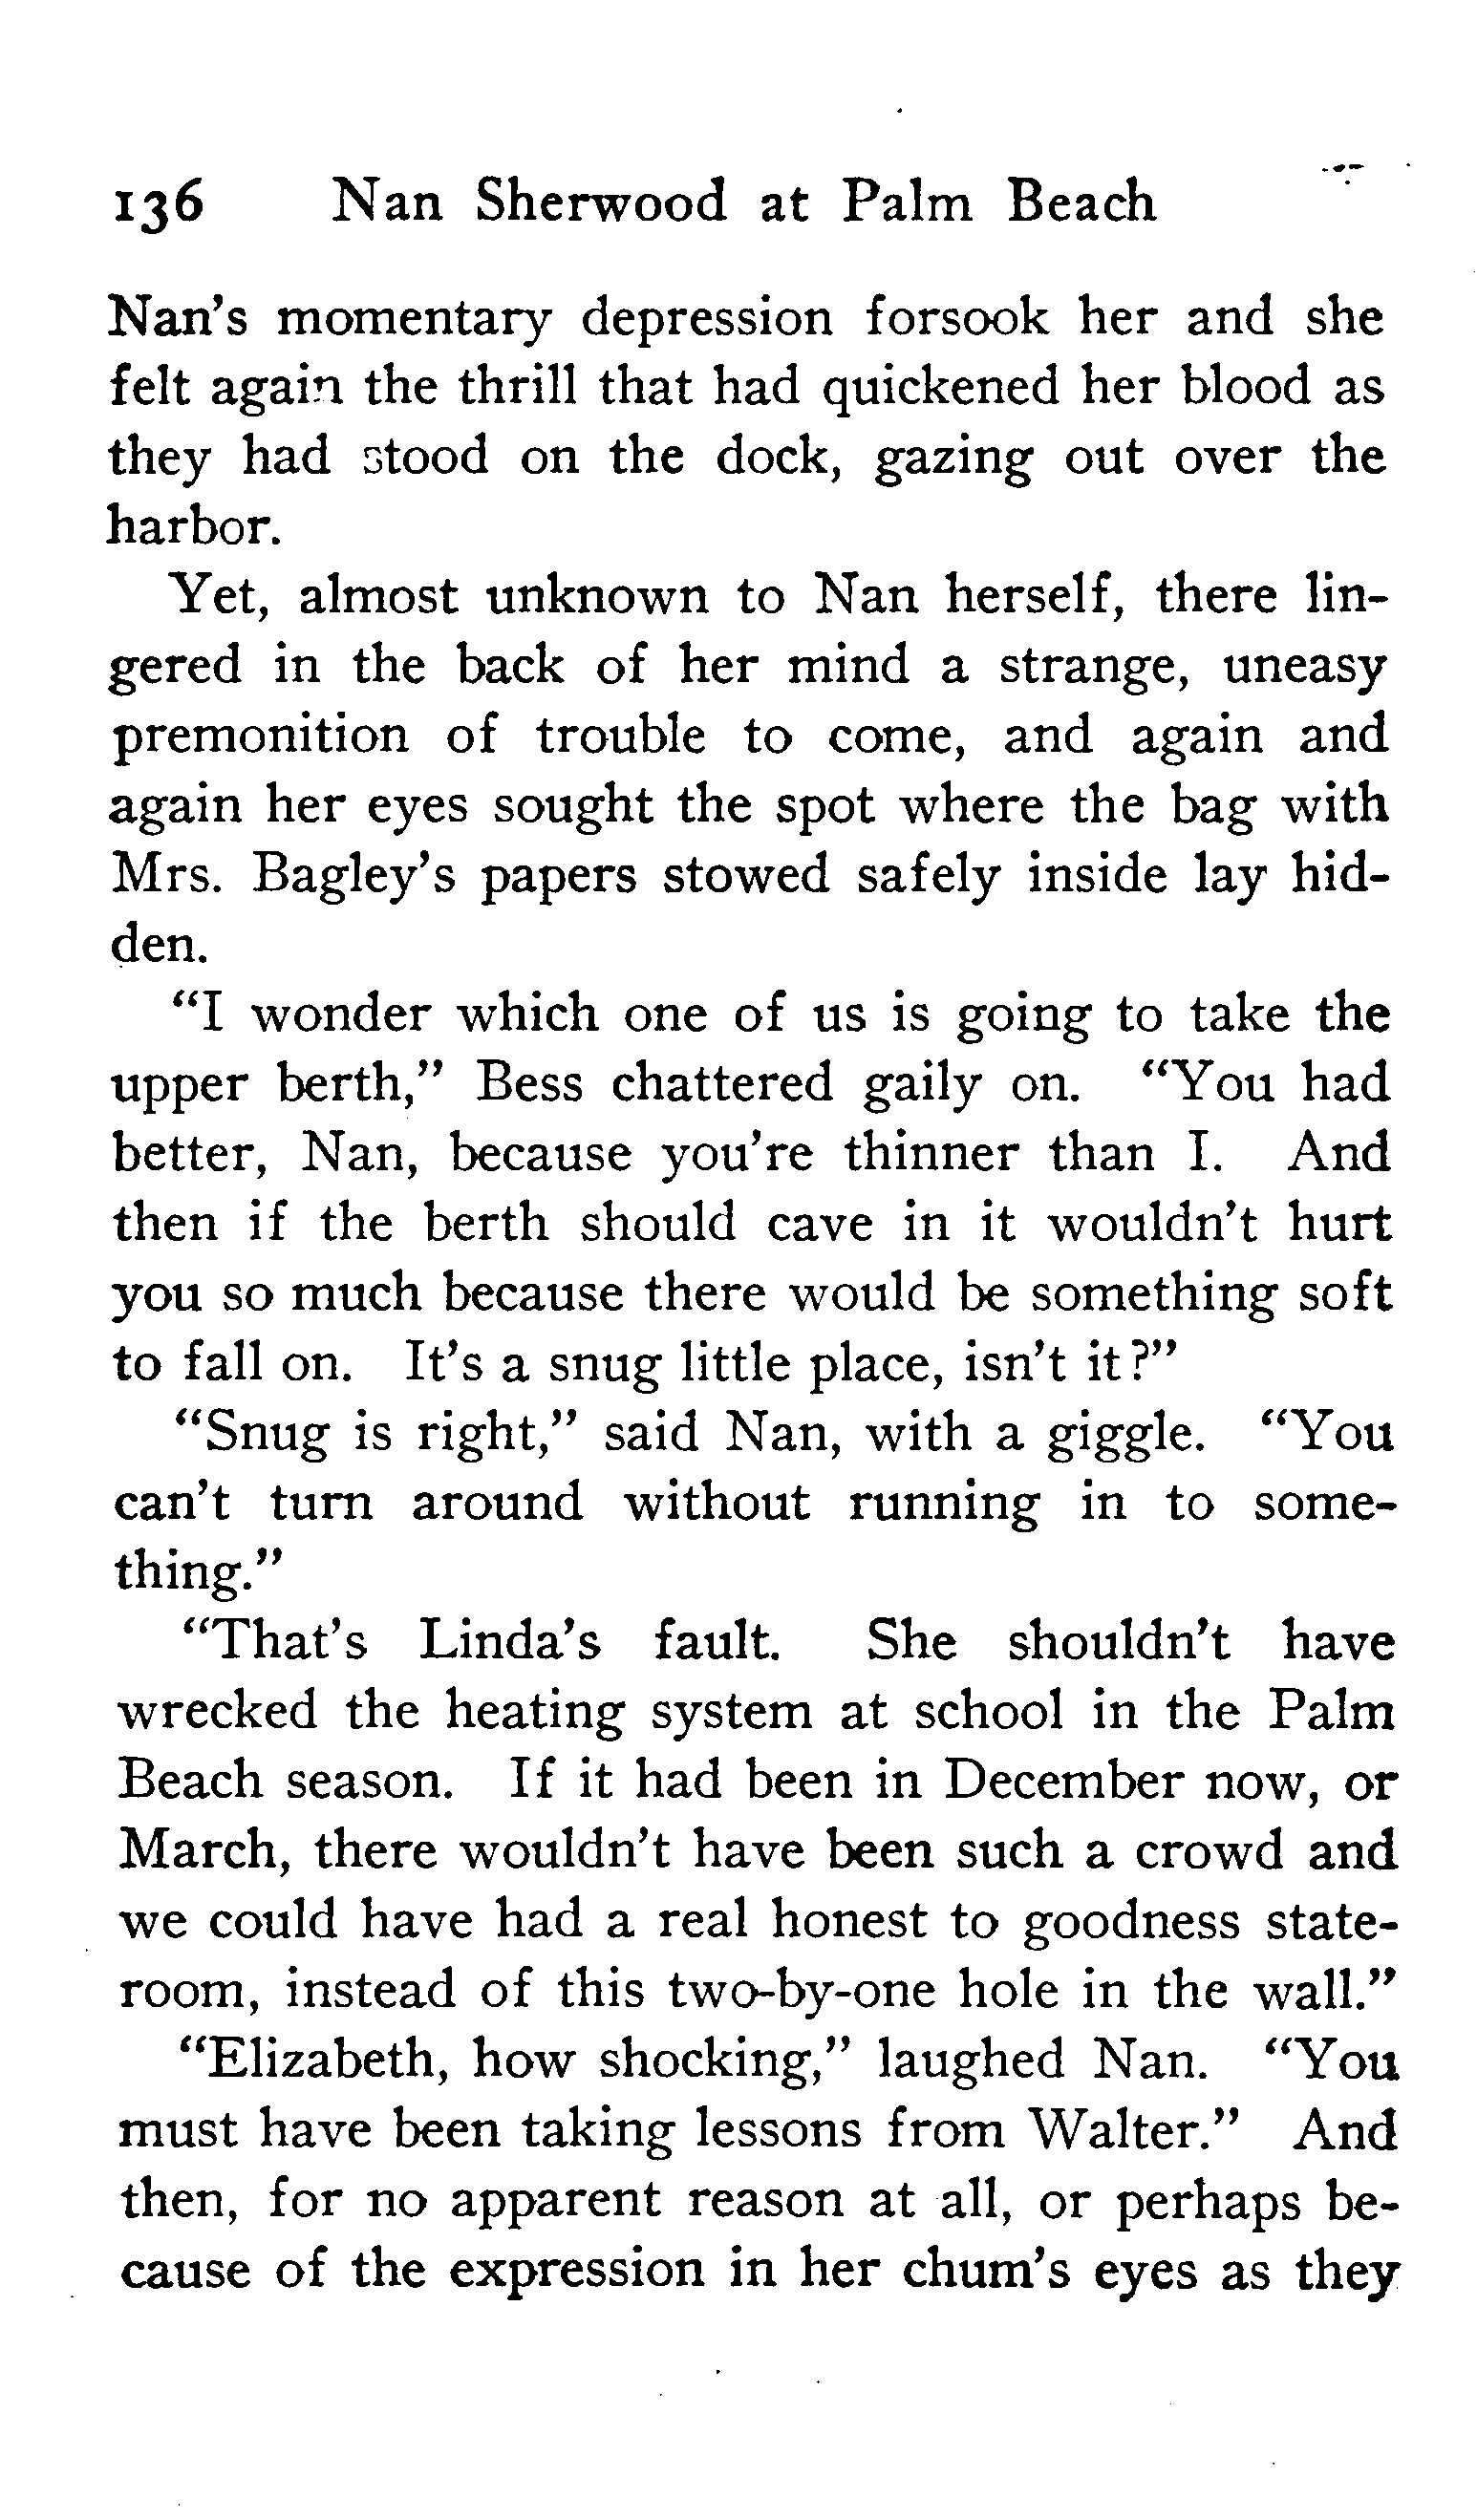 136 Nan Sherwood at Palm Beach
Nan's momentary depression forsook her and she
felt again the thrill that had quickened her blood as
they had stood on the dock, gazing out over the
harbor.
Yet, almost unknown to Nan herself, there lin-
gered in the back of her mind a strange, uneasy
premonition of trouble to come, and again and
again her eyes sought the spot where the bag with
Mrs. Bagley's papers stowed safely inside lay hid-
den.
"I wonder which one of us is going to take the
upper berth," Bess chattered gaily on. "You had
better, Nan, because you're thinner than I. And
then if the berth should cave in it wouldn't hurt
you so much because there would be something soft
to fall on. It's a snug little place, isn't it?"
"Snug is right," said Nan, with a giggle. "You
can't turn around without running in to some-
thing."
"That's Linda's fault. She shouldn't have
wrecked the heating system at school in the Palm
Beach season. If it had been in December now, or
March, there wouldn't have been such a crowd and
we could have had a real honest to goodness state-
room, instead of this two-by-one hole in the wall."
"Elizabeth, how shocking," laughed Nan. "You
must have been taking lessons from Walter." And
then, for no apparent reason at all, or perhaps be-
cause of the expression in her chum's eyes as they